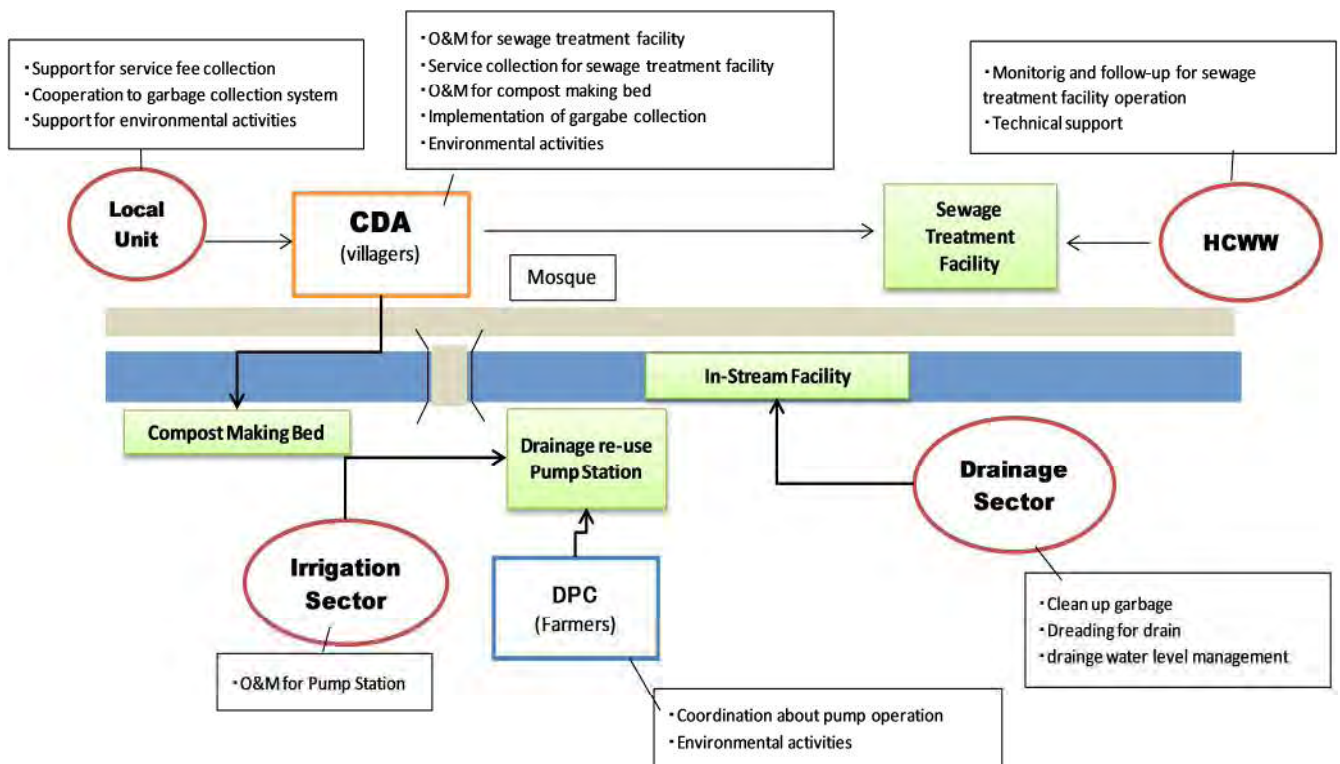 ・Support for service fee collection
・Cooperation to garbage collection system
・Support for environmental activities
・O&M for sewage treatment facility
・Service collection for sewage treatment facility
・O&M for compost making bed
・Implementation of gargabe collection
・Environmental activities
・Monitorig and follow-up for sewage
treatment facility operation
・Technical support
Local
Unit
CDA
(villagers)
Sewage
Treatment
Facility
HCWW
Mosque
In-Stream Facility
Compost Making Bed
Drainage re-use
Pump Station
Drainage
Sector
Irrigation
Sector
DPC
(Farmers)
・Clean up garbage
・Dreading for drain
・drainge water level management
・O&M for Pump Station
・Coordination about pump operation
・Environmental activities